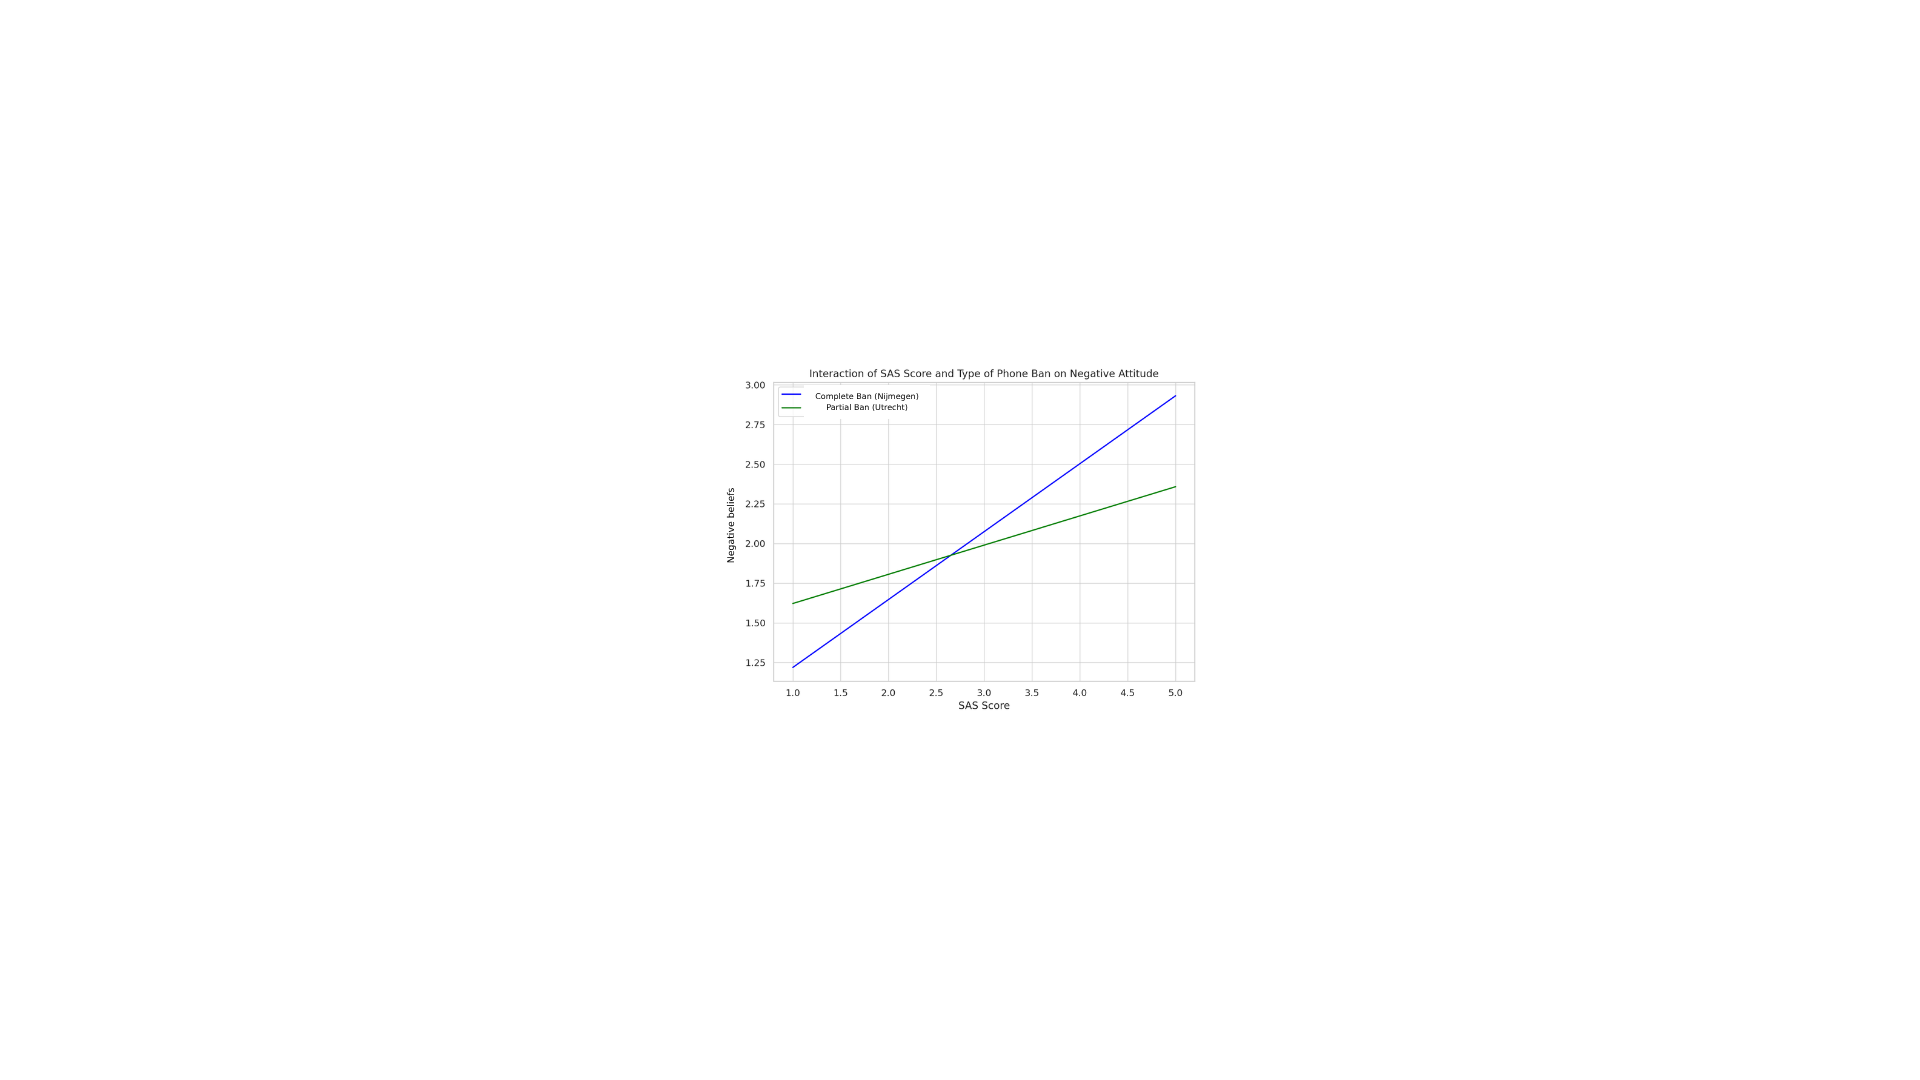 Interaction of SAS Score and Type of Phone Ban on Negative Attitude
3.00
2.75
2.50
2.25
2.00
1.75
1.50
1.25
Negative beliefs
Complete Ban (Nijmegen)
Partial Ban (Utrecht)
1.0 1.5 2.0 2.5 3.0 3.5 4.0 4.5 5.0
SAS Score